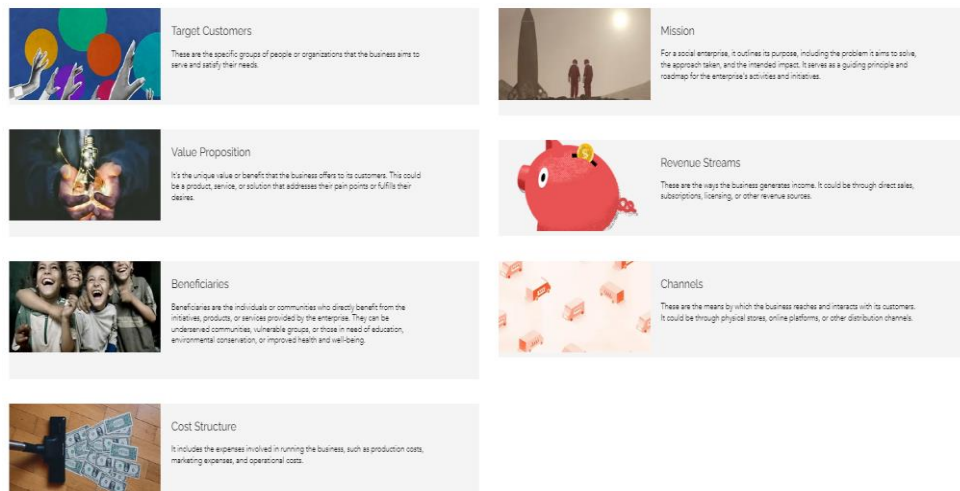 Target Customers
These are the specific groups of people or organizations that the business aims to
serve and satisfy their needs.
Value Proposition
It's the unique value or benefit that the business offers to its customers. This could
be a product, service, or solution that addresses their pain points or fulfills their
desires.
Beneficiaries
Beneficiaries are the individuals or communities who directly benefit from the
initiatives, products, or services provided by the enterprise. They can be
underserved communities, vulnerable groups, or those in need of education,
environmental conservation, or improved health and well-being.
Cost Structure
It includes the expenses involved in running the business, such as production costs,
marketing expenses, and operational costs.
Mission
For a social enterprise, it outlines its purpose, including the problem it aims to solve,
the approach taken, and the intended impact. It serves as a guiding principle and
roadmap for the enterprise's activities and initiatives.
Revenue Streams
These are the ways the business generates income. It could be through direct sales,
subscriptions, licensing, or other revenue sources.
Channels
These are the means by which the business reaches and interacts with its customers.
It could be through physical stores, online platforms, or other distribution channels.